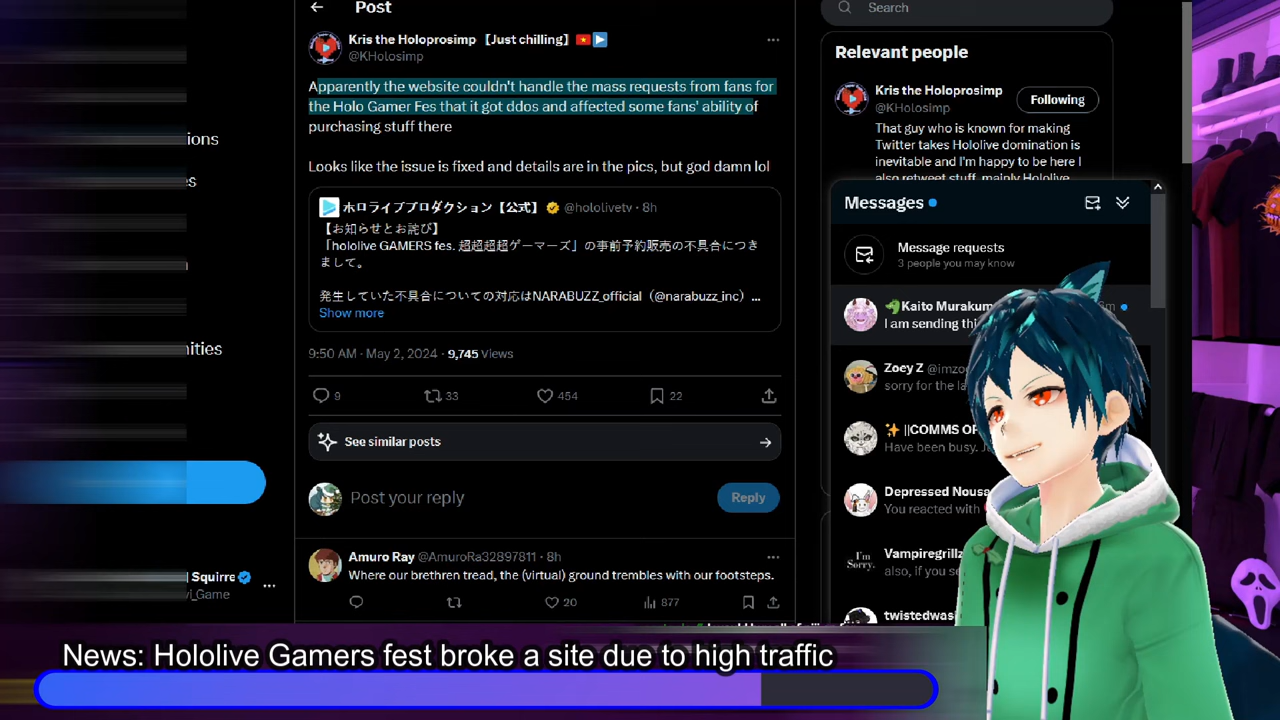 Post
Search
Kris the Holoprosimp 【Just chilling】
@KHolosimp
Apparently the website couldn't handle the mass requests from fans for
the Holo Gamer Fes that it got ddos and affected some fans' ability of
purchasing stuff there
Looks like the issue is fixed and details are in the pics, but god damn lol
ホロライブプロダクション【公式】 @hololivetv · 8h
【お知らせとお詫び】
『hololive GAMERS fes. 超超超超ゲーマーズ』の事前予約販売の不具合につき
まして。
発生していた不具合についての対応はNARABUZZ_official（@narabuzz_inc） ...
Show more
9:50 AM · May 2, 2024 · 9,745 Views
9
33
454
22
See similar posts
Post your reply
Reply
Amuro Ray @AmuroRa32897811 · 8h
Where our brethren tread, the (virtual) ground trembles with our footsteps.
20
877
ions
s
n
nities
Squirre
vi_Game
Relevant people
Kris the Holoprosimp
@KHolosimp
Following
That guy who is known for making
Twitter takes Hololive domination is
inevitable and I'm happy to be here I
also retweet stuff, mainly Hololive
Messages
Message requests
3 people you may know
Kaito Murakum
I am sending thi
Zoey Z @imzo
sorry for the la
||COMMS OP
Have been busy.
Depressed Nousa
You reacted with
I'm
Sorry.
Vampiregrillz
also, if you s
twistedwas
News: Hololive Gamers fest broke a site due to high traffic